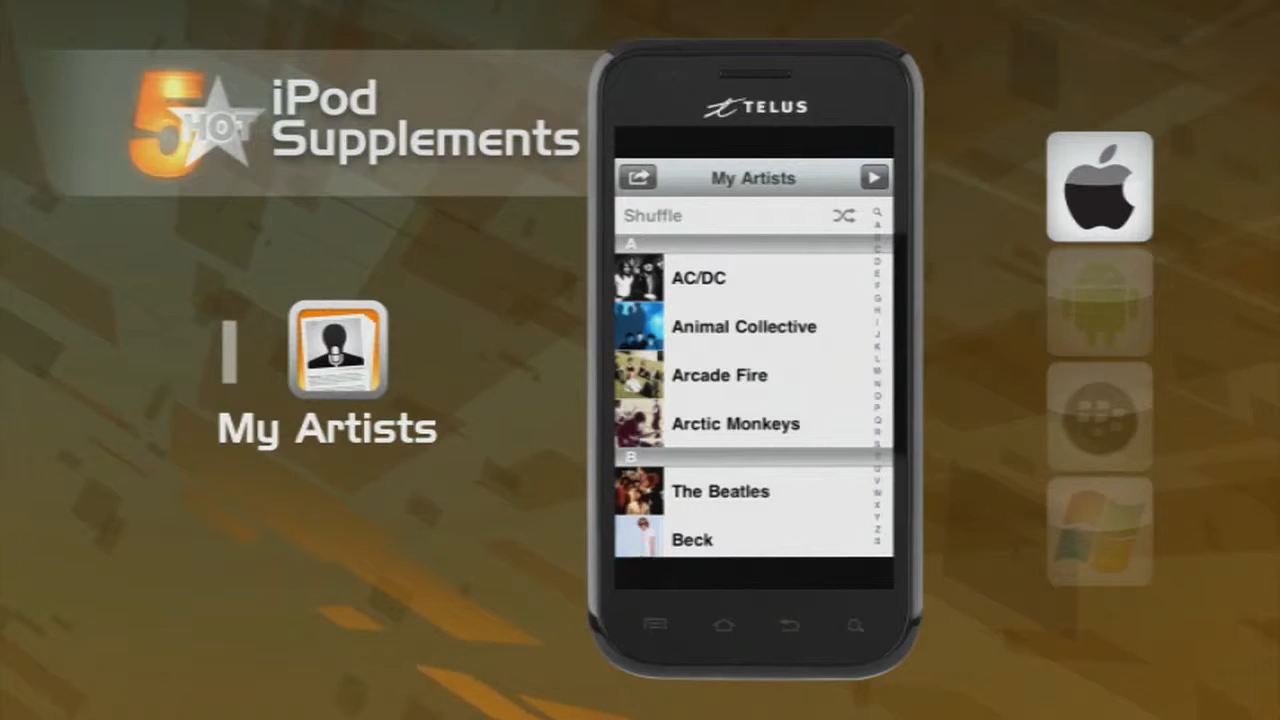 5 HOT
iPod
Supplements
TELUS
My Artists
Shuffle
A
AC/DC
Animal Collective
Arcade Fire
Arctic Monkeys
B
The Beatles
Beck
1
My Artists